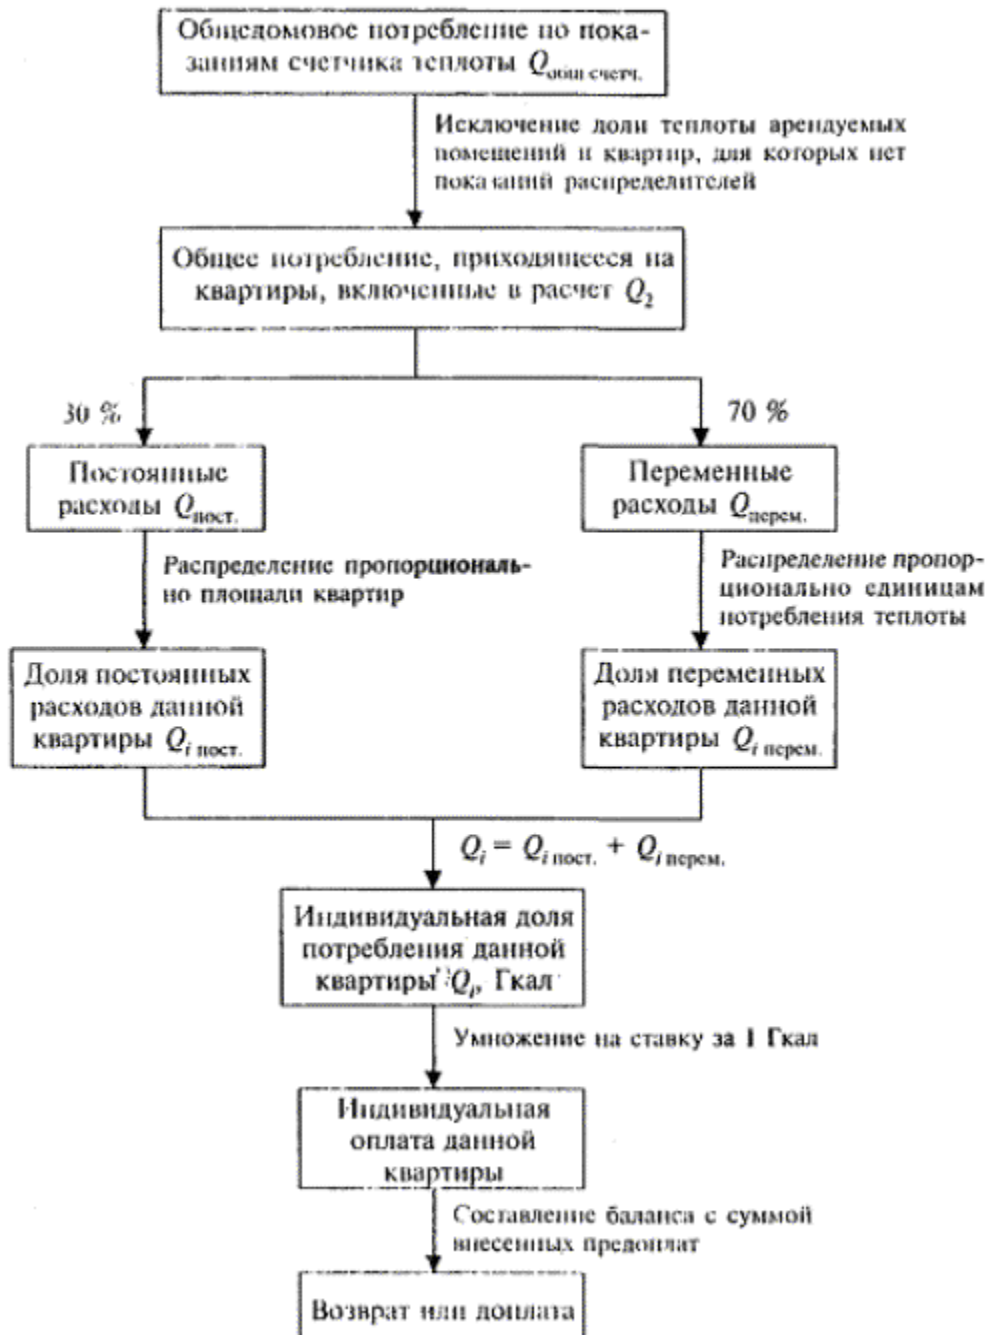 Общедомовое потребление по пока-
заниям счетчика теплоты Qобщ счетч.
Исключение доли теплоты арендуемых
помещений и квартир, для которых нет
показаний распределителей
Общее потребление, приходящееся на
квартиры, включенные в расчет Q2
30 %
70 %
Постоянные
расходы Qпост.
Переменные
расходы Qперем.
Распределение пропорциональ-
но площади квартир
Распределение пропор-
ционально единицам
потребления теплоты
Доля постоянных
расходов данной
квартиры Qi пост.
Доля переменных
расходов данной
квартиры Qi перем.
Qi = Qi пост. + Qi перем.
Индивидуальная доля
потребления данной
квартиры Qi, Гкал
Умножение на ставку за 1 Гкал
Индивидуальная
оплата данной
квартиры
Составление баланса с суммой
внесенных предоплат
Возврат или доплата